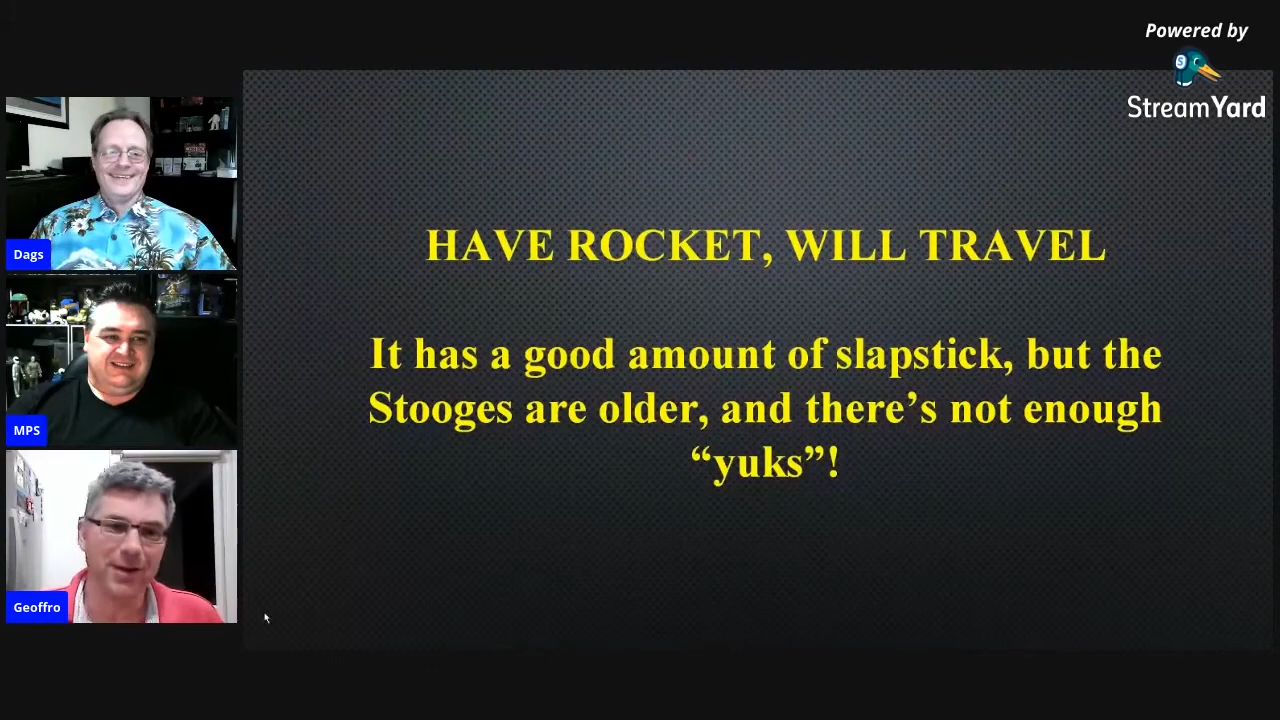 Powered by
StreamYard
HAVE ROCKET, WILL TRAVEL
It has a good amount of slapstick, but the
Stooges are older, and there’s not enough
“yuks”!
Dags
MPS
Geoffro